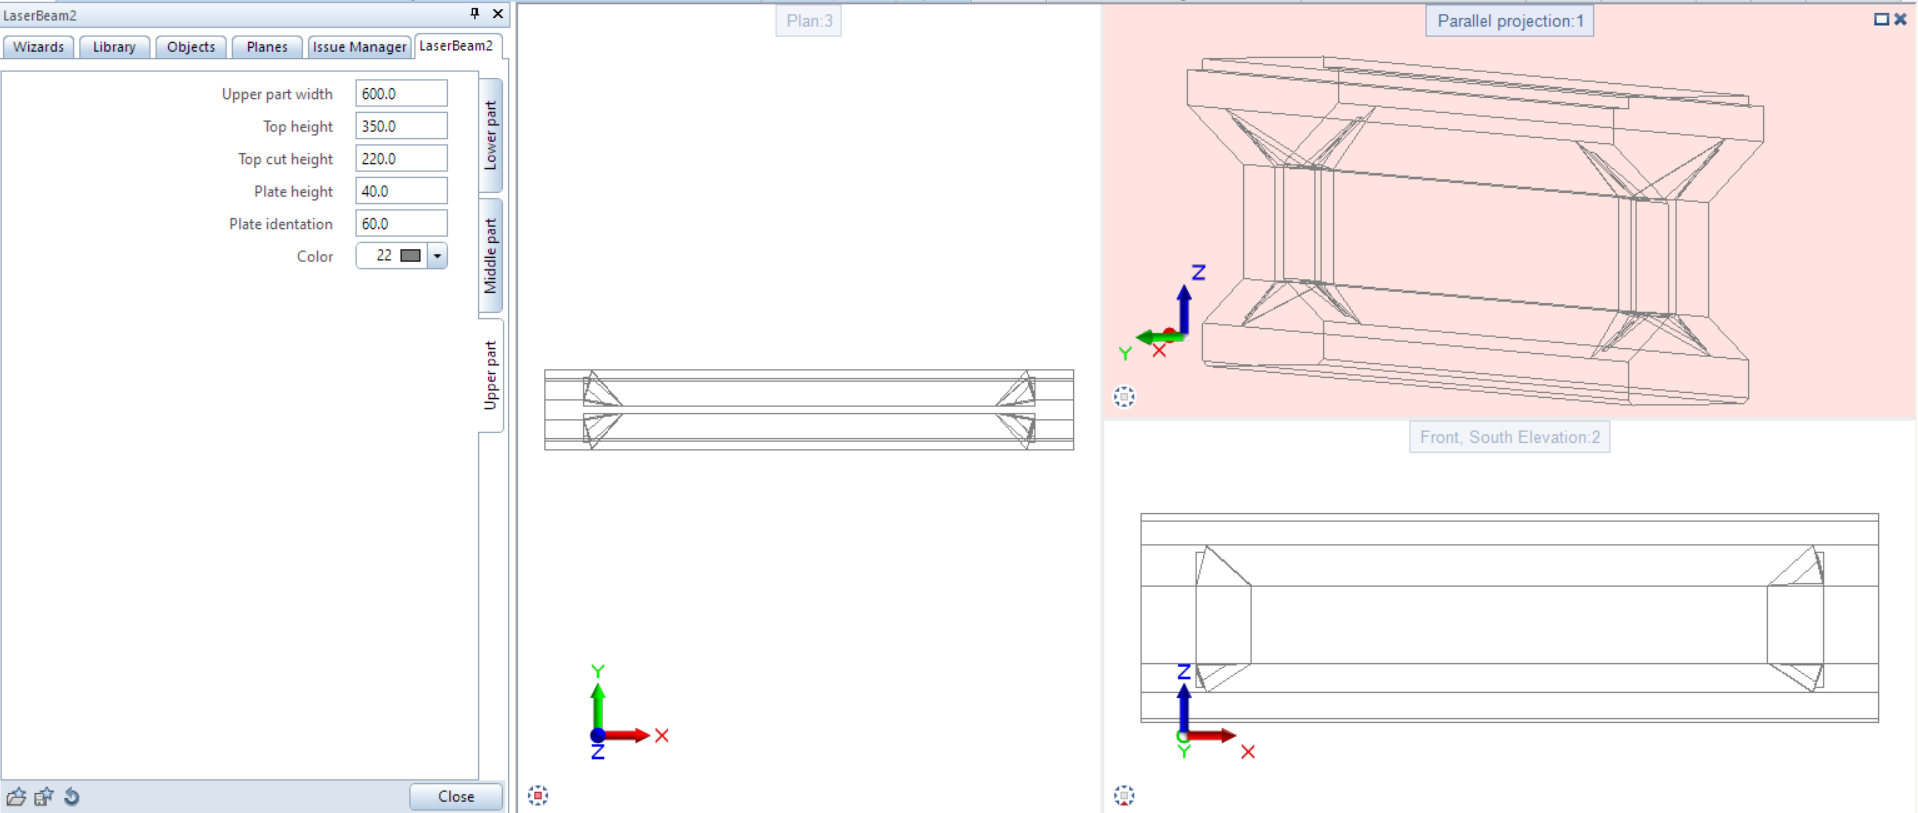 LaserBeam2
Wizards
Library
Objects
Planes
Issue Manager
LaserBeam2
Upper part width 600.0
Top height 350.0
Top cut height 220.0
Plate height 40.0
Plate identation 60.0
Color 22
Lower part
Middle part
Upper part
Close
Plan:3
Y
X
Z
Parallel projection:1
Z
Y
X
Front, South Elevation:2
Z
Y
X